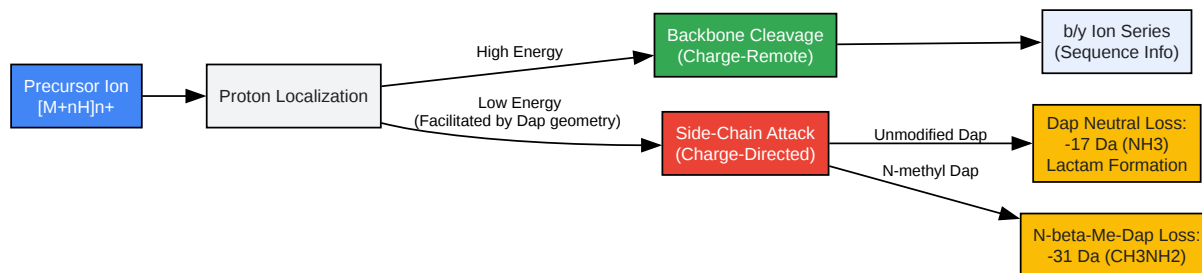 Precursor Ion
[M+nH]n+
Proton Localization
High Energy
Low Energy
(Facilitated by Dap geometry)
Backbone Cleavage
(Charge-Remote)
Side-Chain Attack
(Charge-Directed)
Unmodified Dap
N-methyl Dap
b/y Ion Series
(Sequence Info)
Dap Neutral Loss:
-17 Da (NH3)
Lactam Formation
N-beta-Me-Dap Loss:
-31 Da (CH3NH2)